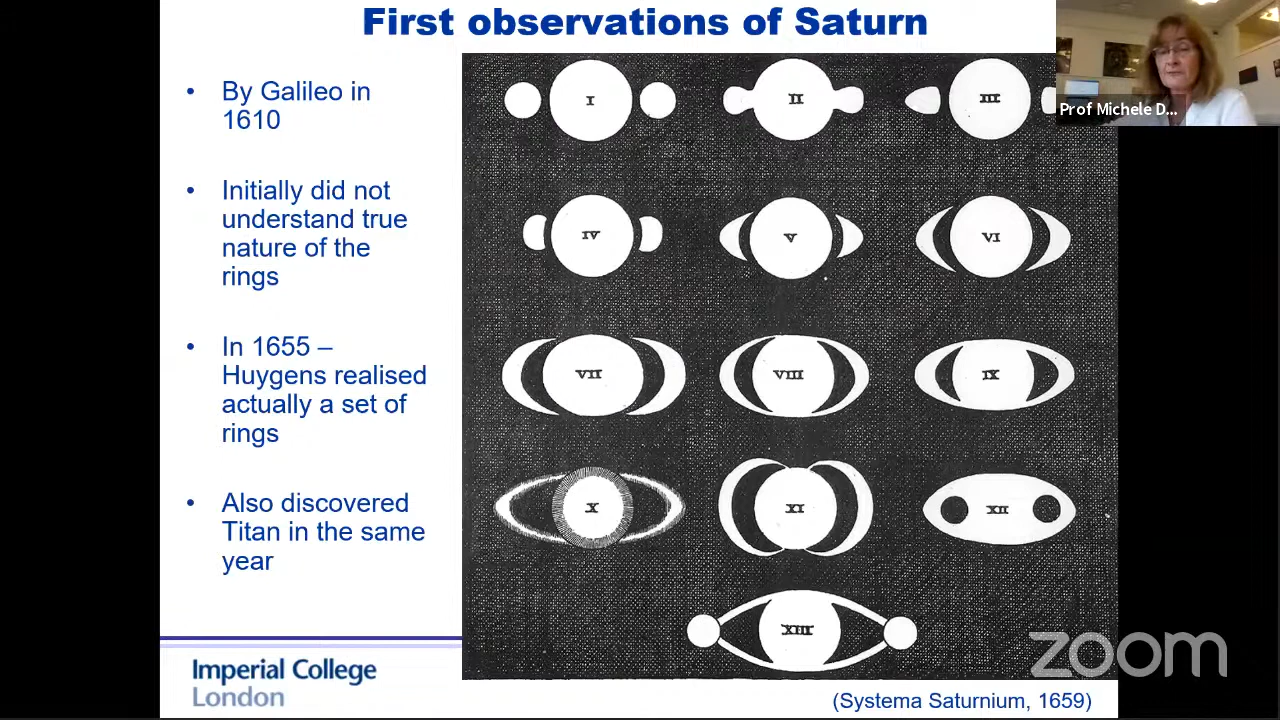 First observations of Saturn
• By Galileo in
1610
• Initially did not
understand true
nature of the
rings
• In 1655 –
Huygens realised
actually a set of
rings
• Also discovered
Titan in the same
year
I
II
III
IV
V
VI
VII
VIII
IX
X
XI
XII
XIII
Prof Michele D...
Imperial College
London
zoom
(Systema Saturnium, 1659)